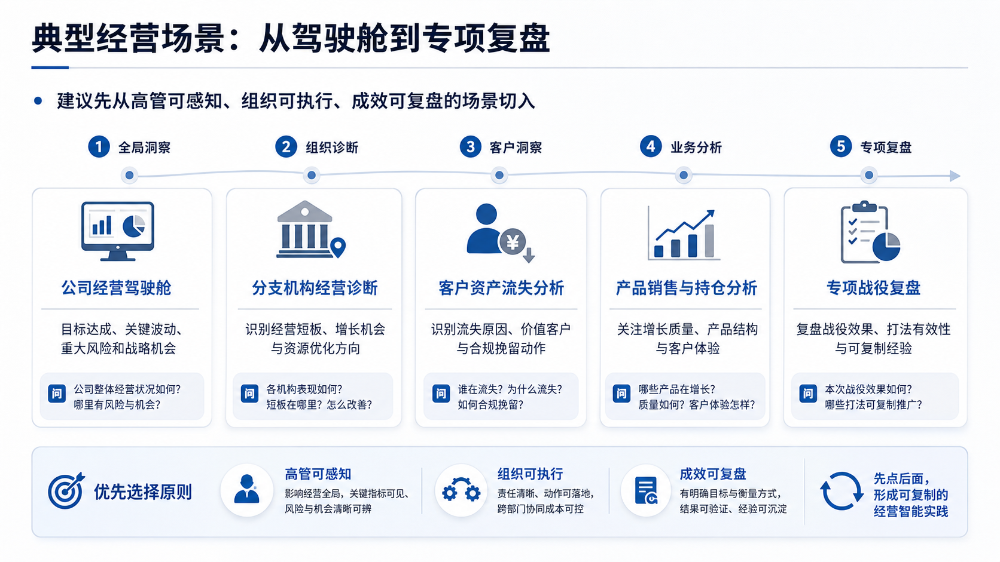 典型经营场景：从驾驶舱到专项复盘
• 建议先从高管可感知、组织可执行、成效可复盘的场景切入
1 全局洞察
2 组织诊断
3 客户洞察
4 业务分析
5 专项复盘
公司经营驾驶舱
目标达成、关键波动、
重大风险和战略机会
问
公司整体经营状况如何？
哪里有风险与机会？
分支机构经营诊断
识别经营短板、增长机会
与资源优化方向
问
各机构表现如何？
短板在哪里？怎么改善？
¥
客户资产流失分析
识别流失原因、价值客户
与合规挽留动作
问
谁在流失？为什么流失？
如何合规挽留？
产品销售与持仓分析
关注增长质量、产品结构
与客户体验
问
哪些产品在增长？
质量如何？客户体验怎样？
专项战役复盘
复盘战役效果、打法有效性
与可复制经验
问
本次战役效果如何？
哪些打法可复制推广？
优先选择原则
高管可感知
影响经营全局，关键指标可见、
风险与机会清晰可辨
组织可执行
责任清晰、动作可落地，
跨部门协同成本可控
成效可复盘
有明确目标与衡量方式，
结果可验证、经验可沉淀
先点后面，
形成可复制的
经营智能实践